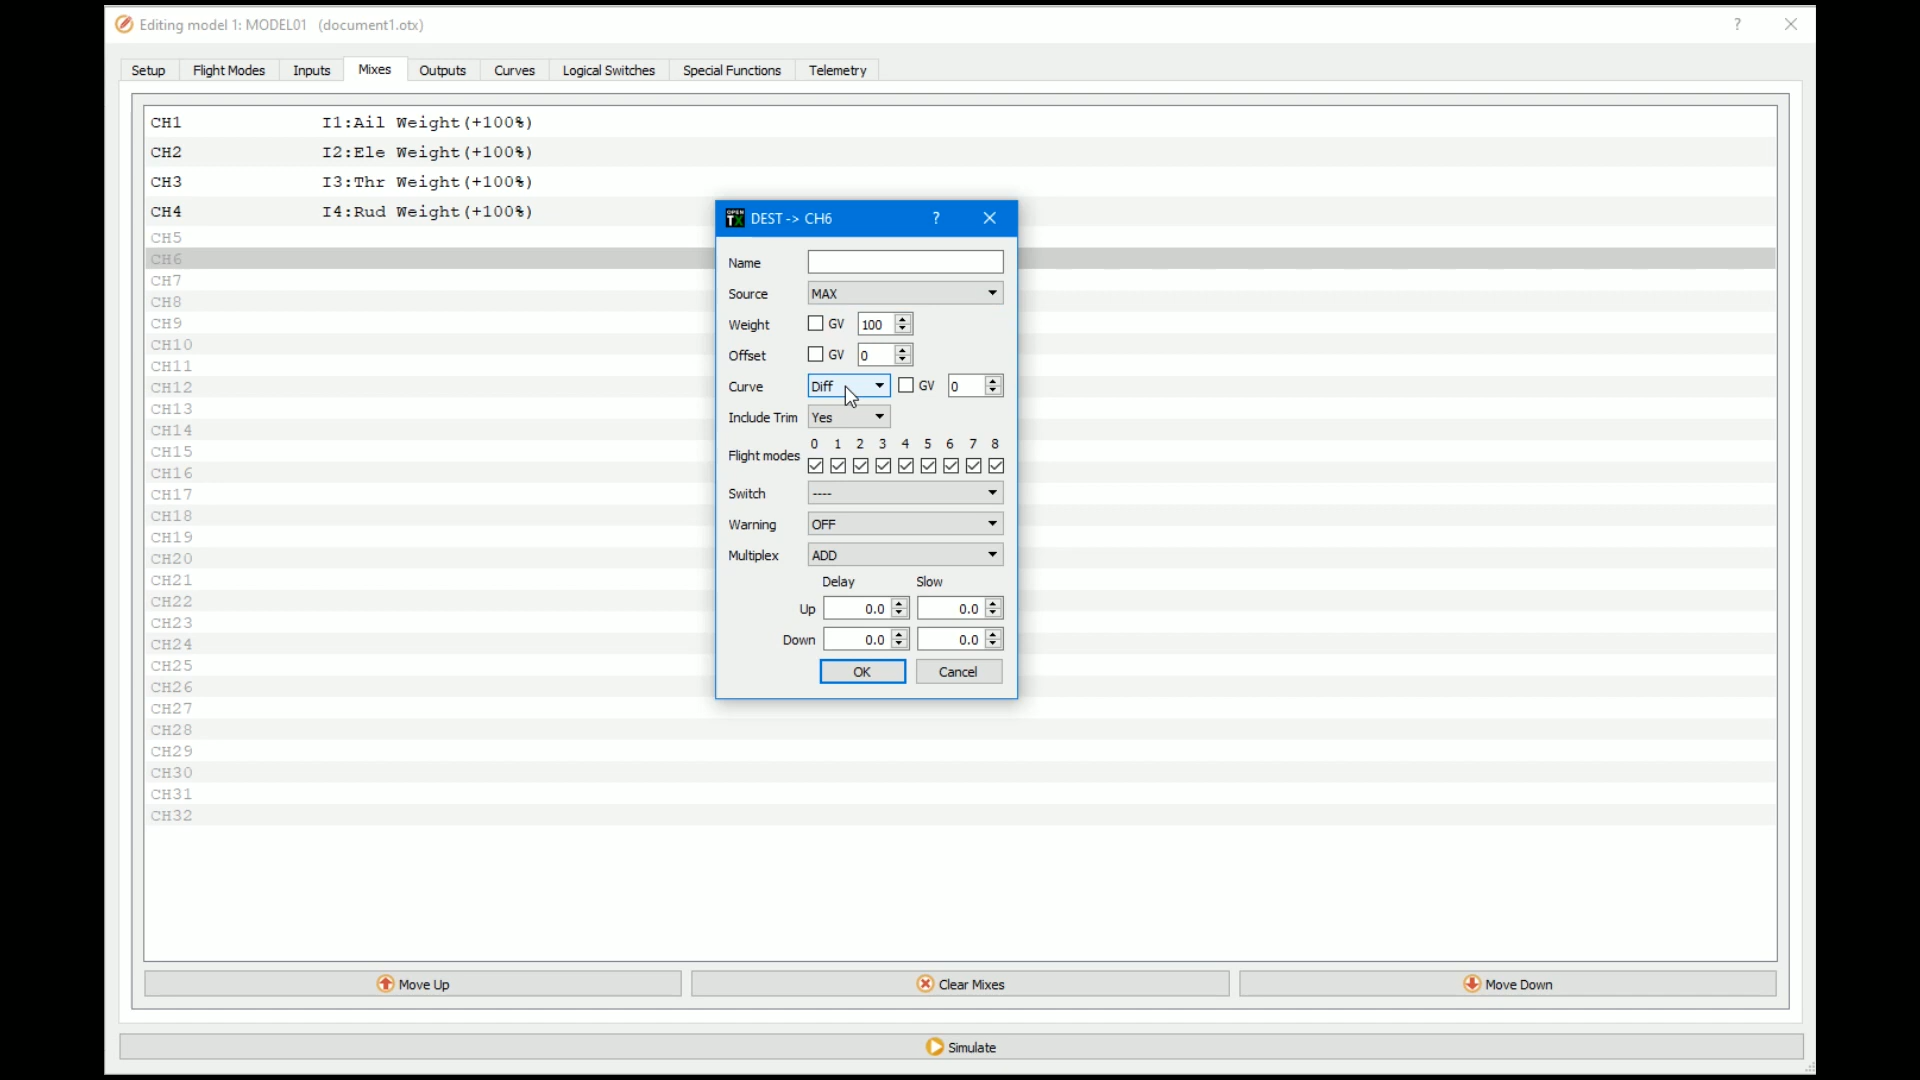 Editing model 1: MODEL01 (document1.otx)
?
Setup Flight Modes Inputs Mixes Outputs Curves Logical Switches Special Functions Telemetry
CH1 I1:Ail Weight(+100%)
CH2 I2:Ele Weight(+100%)
CH3 I3:Thr Weight(+100%)
CH4 I4:Rud Weight(+100%)
CH5
CH6
CH7
CH8
CH9
CH10
CH11
CH12
CH13
CH14
CH15
CH16
CH17
CH18
CH19
CH20
CH21
CH22
CH23
CH24
CH25
CH26
CH27
CH28
CH29
CH30
CH31
CH32
OPEN TX DEST -> CH6 ?
Name
Source MAX
Weight GV 100
Offset GV 0
Curve Diff GV 0
Include Trim Yes
0 1 2 3 4 5 6 7 8
Flight modes
Switch ----
Warning OFF
Multiplex ADD
Delay Slow
Up 0.0 0.0
Down 0.0 0.0
OK Cancel
Move Up Clear Mixes Move Down
Simulate